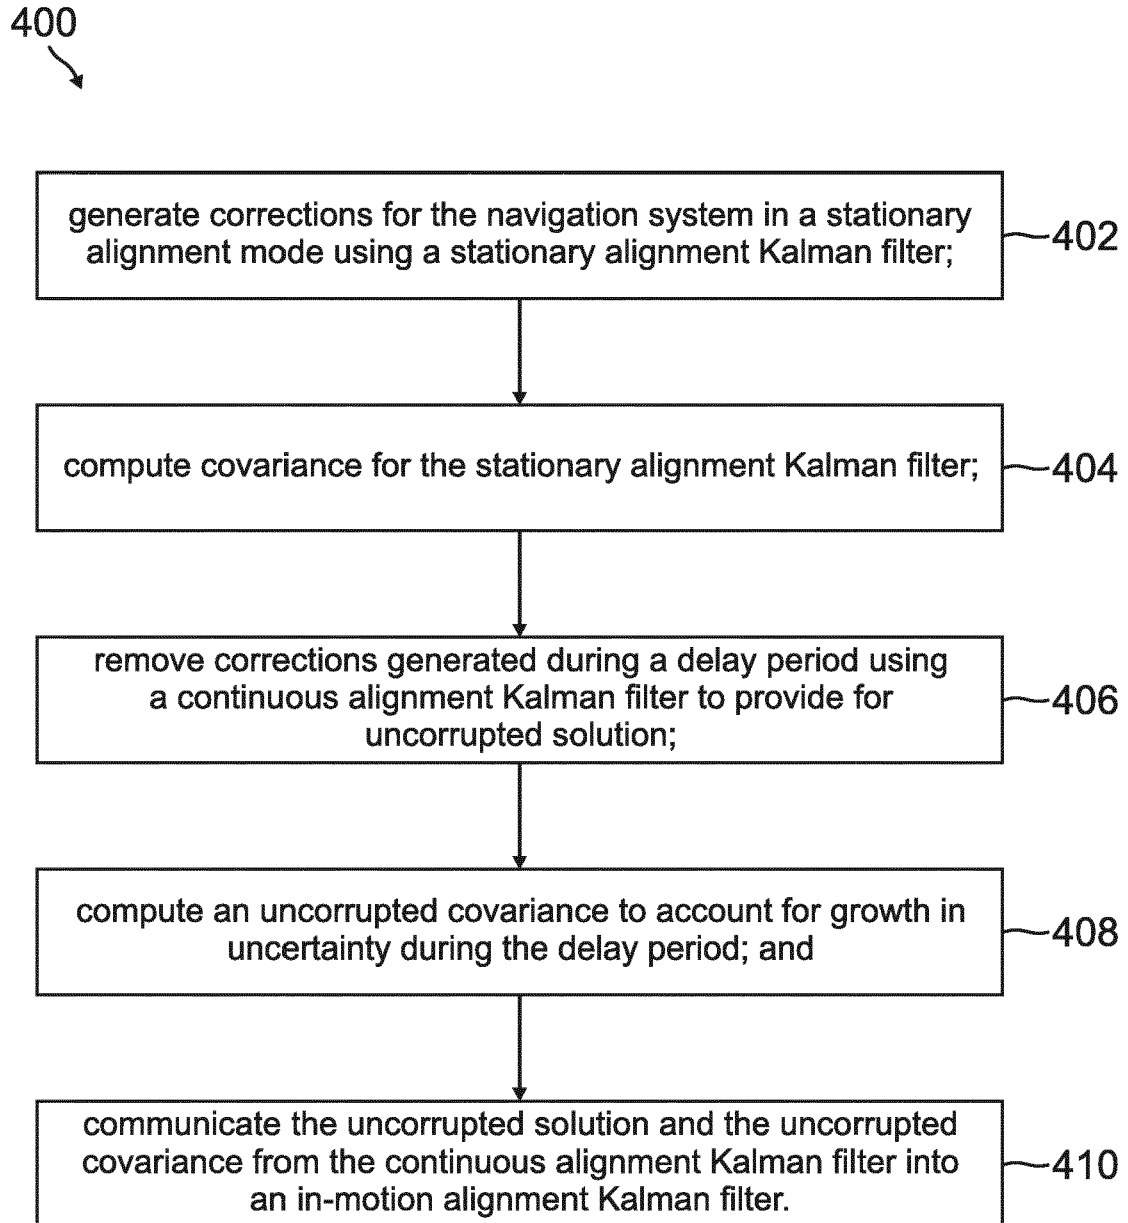 400
generate corrections for the navigation system in a stationary
alignment mode using a stationary alignment Kalman filter;
402
compute covariance for the stationary alignment Kalman filter;
404
remove corrections generated during a delay period using
a continuous alignment Kalman filter to provide for
uncorrupted solution;
406
compute an uncorrupted covariance to account for growth in
uncertainty during the delay period; and
408
communicate the uncorrupted solution and the uncorrupted
covariance from the continuous alignment Kalman filter into
an in-motion alignment Kalman filter.
410